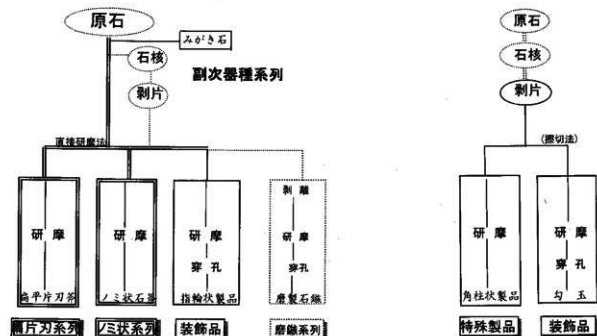 原石
みがき石
石核
副次器種系列
剥片
直接研磨法
研摩
扁平片刃斧
扁片刃系列
研摩
ノミ状石斧
ノミ状系列
研摩
穿孔
指輪状製品
装飾品
剥離
研摩
穿孔
磨製石鏃
磨鏃系列
原石
石核
剥片
(擦切法)
研摩
角柱状製品
特殊製品
研摩
穿孔
勾玉
装飾品